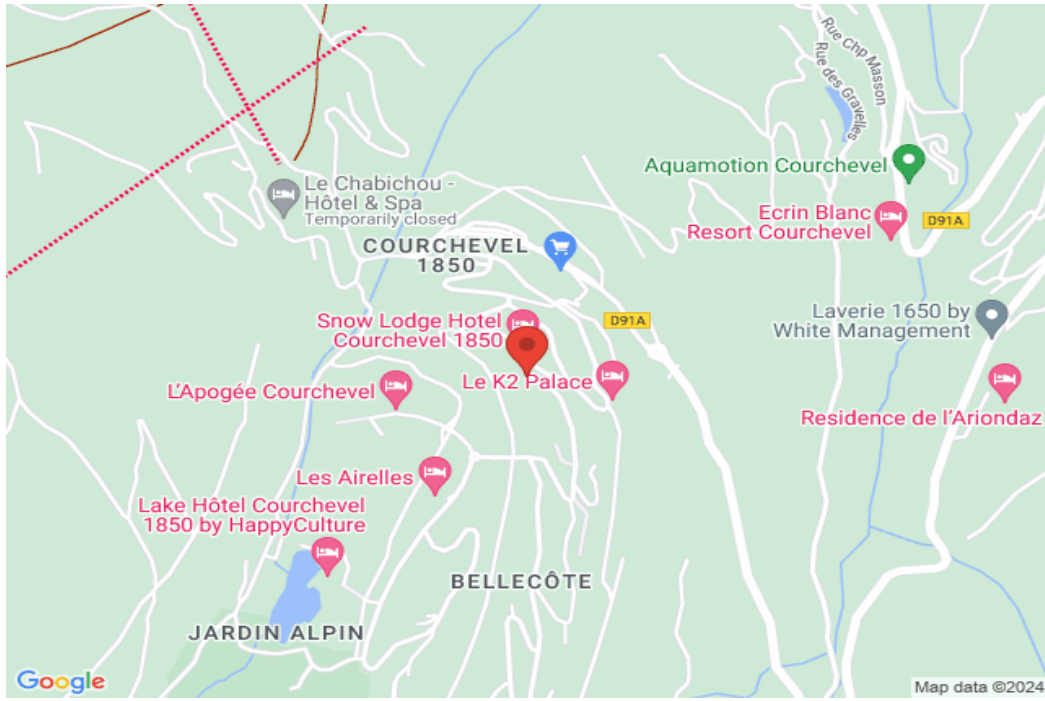 Rue Chp Masson
Rue des Gravelles
Aquamotion Courchevel
Le Chabichou -
Hôtel & Spa
Temporarily closed
Ecrin Blanc
Resort Courchevel
D91A
COURCHEVEL
1850
Snow Lodge Hotel
Courchevel 1850
D91A
Laverie 1650 by
White Management
L'Apogée Courchevel
Le K2 Palace
Residence de l'Ariondaz
Les Airelles
Lake Hôtel Courchevel
1850 by HappyCulture
BELLECÔTE
JARDIN ALPIN
Google
Map data ©2024